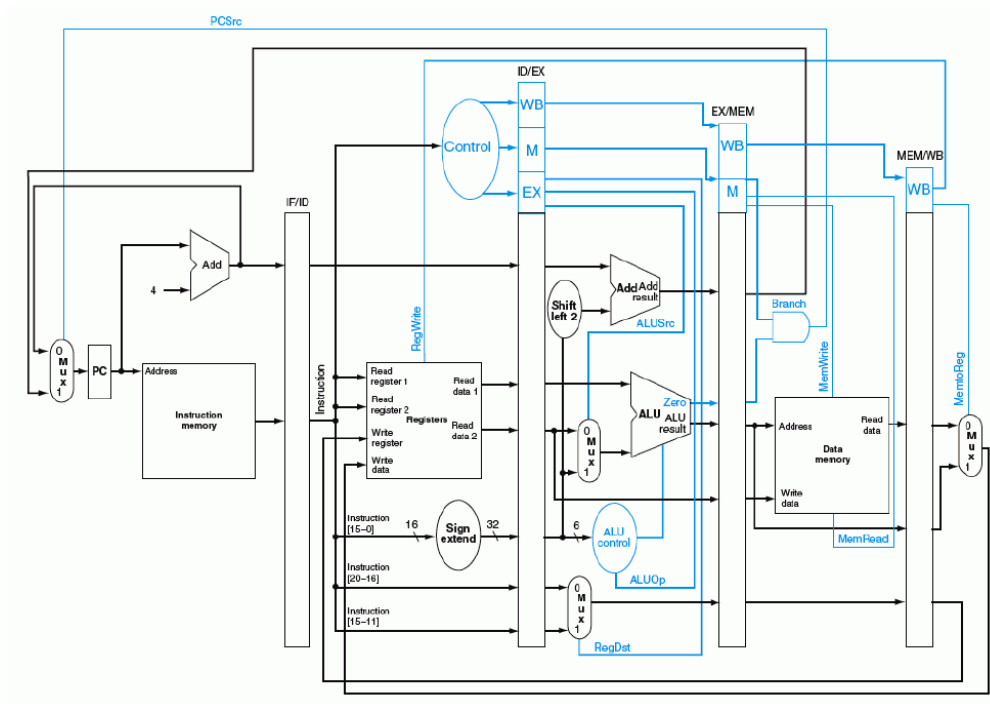 PCSrc
ID/EX
WB
EX/MEM
Control
M
WB
MEM/WB
EX
M
WB
IF/ID
Add
4
Shift
left 2
Add
Add
result
ALUSrc
Branch
RegWrite
MemWrite
MemtoReg
0
M
u
x
1
PC
Address
Instruction
memory
Instruction
Read
register 1
Read
register 2
Write
register
Write
data
Registers
Read
data 1
Read
data 2
0
M
u
x
1
Zero
ALU
ALU
result
Address
Read
data
Data
memory
Write
data
0
M
u
x
1
MemRead
Instruction
[15–0]
16
Sign
extend
32
6
ALU
control
ALUOp
Instruction
[20–16]
Instruction
[15–11]
0
M
u
x
1
RegDst